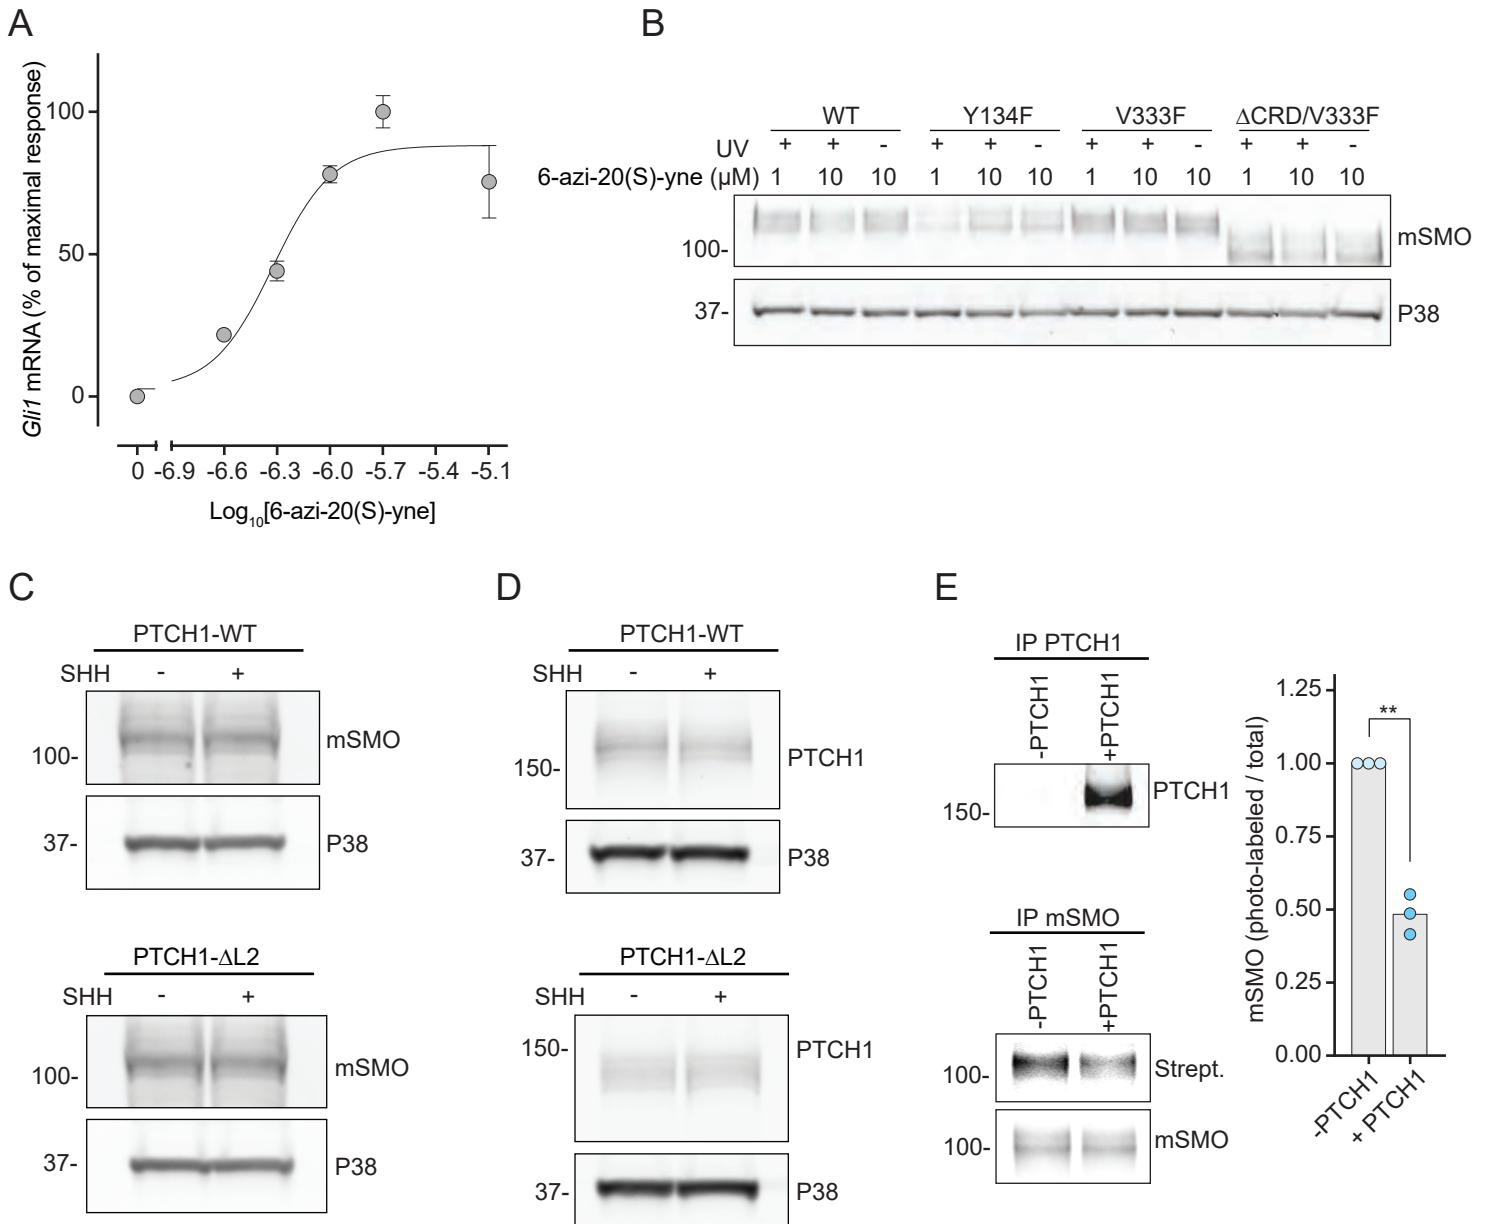 A
Gli1 mRNA (% of maximal response)
100
50
0
0 -6.9 -6.6 -6.3 -6.0 -5.7 -5.4 -5.1
Log10[6-azi-20(S)-yne]
B
WT Y134F V333F ΔCRD/V333F
UV + + - + + - + + - + + -
6-azi-20(S)-yne (μM) 1 10 10 1 10 10 1 10 10 1 10 10
100- mSMO
37- P38
C
PTCH1-WT
SHH - +
100- mSMO
37- P38
PTCH1-ΔL2
SHH - +
100- mSMO
37- P38
D
PTCH1-WT
SHH - +
150- PTCH1
37- P38
PTCH1-ΔL2
SHH - +
150- PTCH1
37- P38
E
IP PTCH1
-PTCH1 +PTCH1
150- PTCH1
IP mSMO
-PTCH1 +PTCH1
100- Strept.
100- mSMO
mSMO (photo-labeled / total)
1.25
1.00
0.75
0.50
0.25
0.00
**
-PTCH1
+ PTCH1